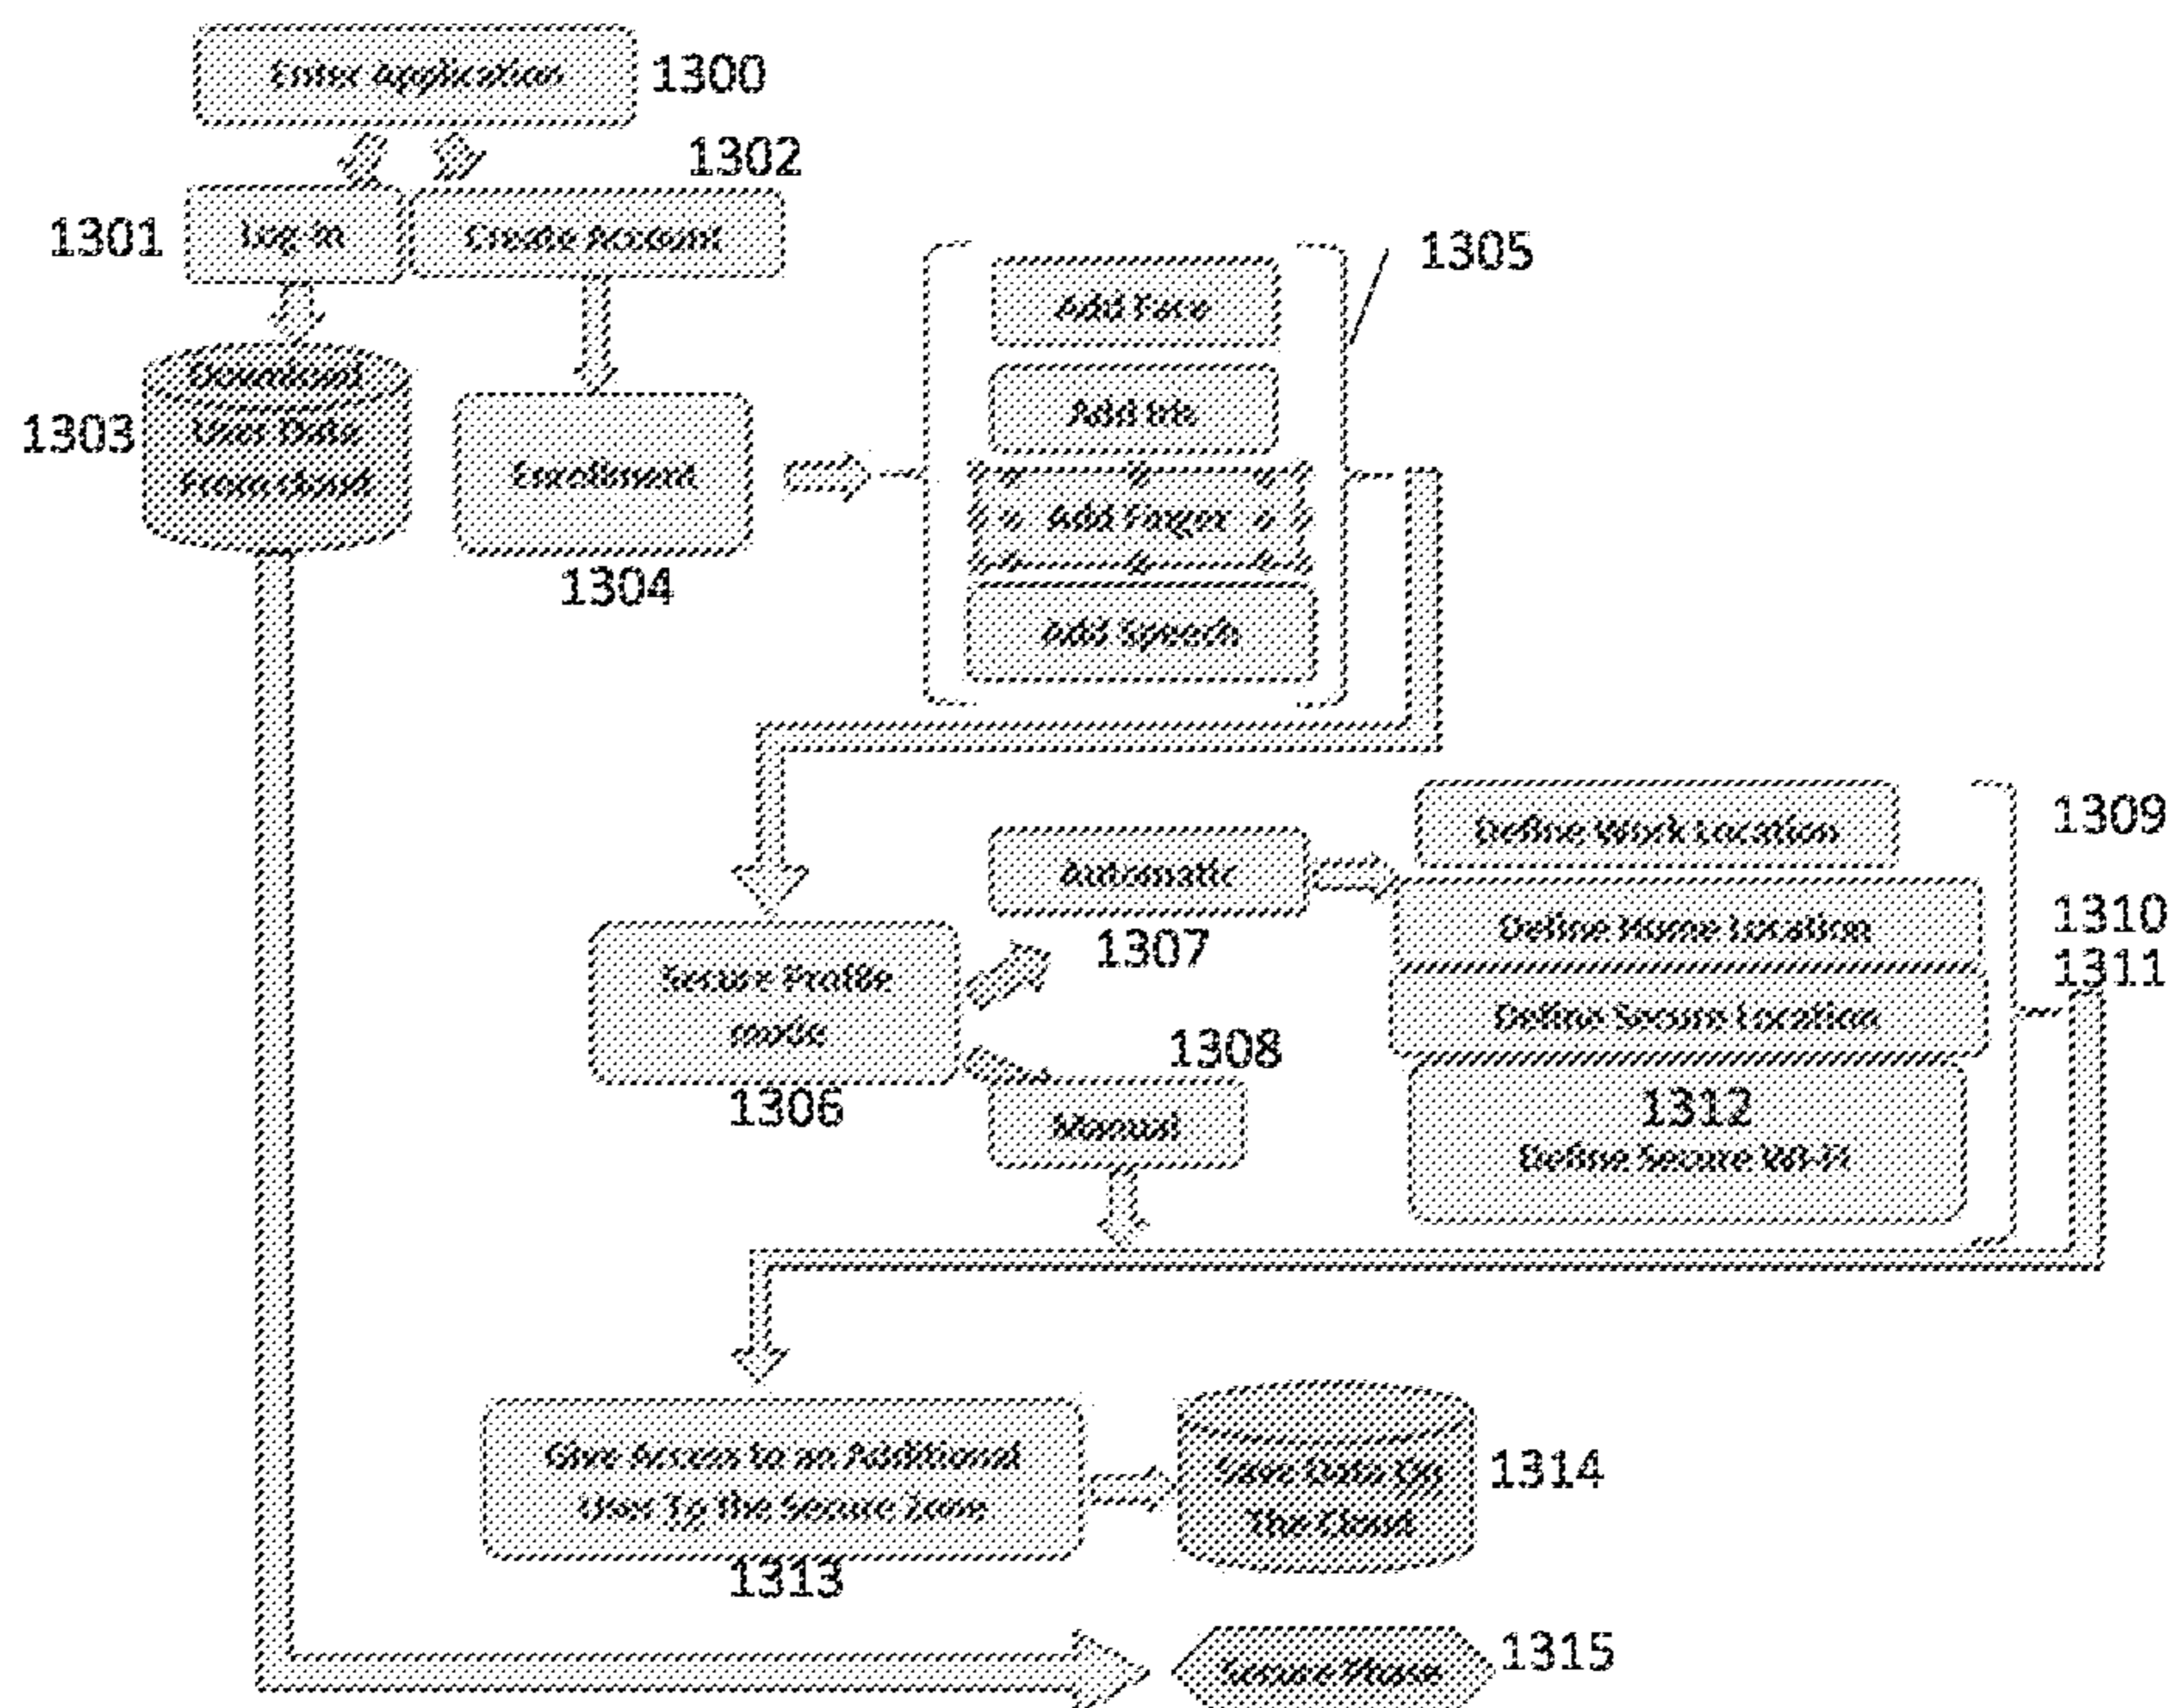 Enter Application
1300
1302
1301
Log-in
Create Account
1305
Add Face
Download
User Data
From cloud
1303
Add Iris
Enrollment
1304
Add Finger
Add Speech
Define Work Location
1309
Automatic
1307
Define Home Location
1310
1311
Secure Profile
mode
1306
Define Secure Location
1308
Manual
1312
Define Secure Wi-Fi
Give Access to an Additional
User To the Secure Zone
1313
Save Data On
The Cloud
1314
Secure Phase
1315